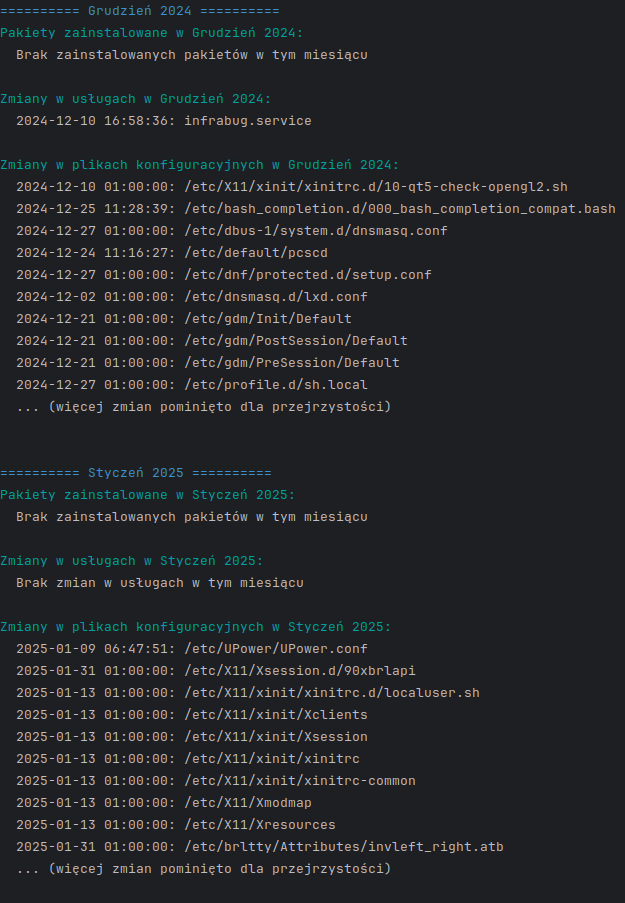 ========== Grudzień 2024 ==========
Pakiety zainstalowane w Grudzień 2024:
Brak zainstalowanych pakietów w tym miesiącu
Zmiany w usługach w Grudzień 2024:
2024-12-10 16:58:36: infrabug.service
Zmiany w plikach konfiguracyjnych w Grudzień 2024:
2024-12-10 01:00:00: /etc/X11/xinit/xinitrc.d/10-qt5-check-opengl2.sh
2024-12-25 11:28:39: /etc/bash_completion.d/000_bash_completion_compat.bash
2024-12-27 01:00:00: /etc/dbus-1/system.d/dnsmasq.conf
2024-12-24 11:16:27: /etc/default/pcscd
2024-12-27 01:00:00: /etc/dnf/protected.d/setup.conf
2024-12-02 01:00:00: /etc/dnsmasq.d/lxd.conf
2024-12-21 01:00:00: /etc/gdm/Init/Default
2024-12-21 01:00:00: /etc/gdm/PostSession/Default
2024-12-21 01:00:00: /etc/gdm/PreSession/Default
2024-12-27 01:00:00: /etc/profile.d/sh.local
... (więcej zmian pominięto dla przejrzystości)
========== Styczeń 2025 ==========
Pakiety zainstalowane w Styczeń 2025:
Brak zainstalowanych pakietów w tym miesiącu
Zmiany w usługach w Styczeń 2025:
Brak zmian w usługach w tym miesiącu
Zmiany w plikach konfiguracyjnych w Styczeń 2025:
2025-01-09 06:47:51: /etc/UPower/UPower.conf
2025-01-31 01:00:00: /etc/X11/Xsession.d/90xbrlapi
2025-01-13 01:00:00: /etc/X11/xinit/xinitrc.d/localuser.sh
2025-01-13 01:00:00: /etc/X11/xinit/Xclients
2025-01-13 01:00:00: /etc/X11/xinit/Xsession
2025-01-13 01:00:00: /etc/X11/xinit/xinitrc
2025-01-13 01:00:00: /etc/X11/xinit/xinitrc-common
2025-01-13 01:00:00: /etc/X11/Xmodmap
2025-01-13 01:00:00: /etc/X11/Xresources
2025-01-31 01:00:00: /etc/brltty/Attributes/invleft_right.atb
... (więcej zmian pominięto dla przejrzystości)